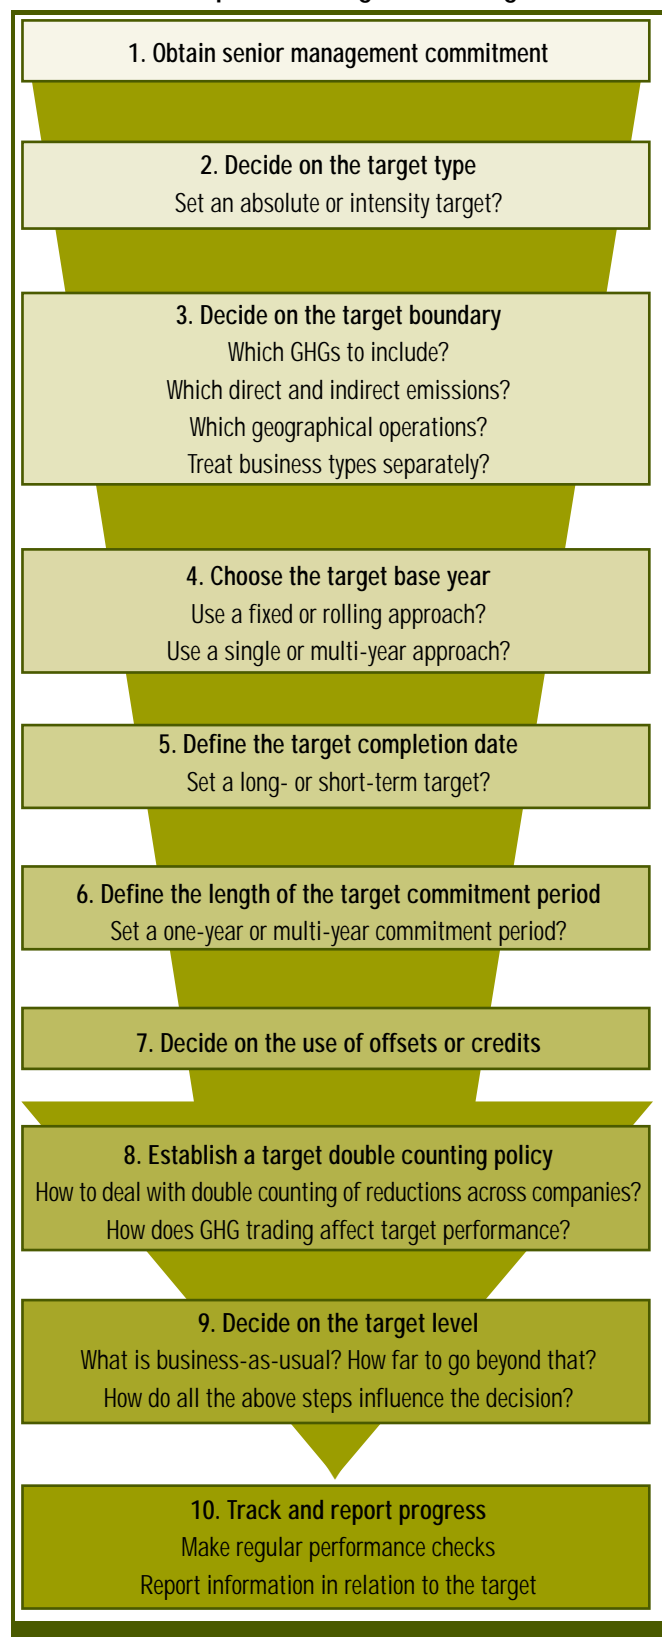 1. Obtain senior management commitment
2. Decide on the target type
Set an absolute or intensity target?
3. Decide on the target boundary
Which GHGs to include?
Which direct and indirect emissions?
Which geographical operations?
Treat business types separately?
4. Choose the target base year
Use a fixed or rolling approach?
Use a single or multi-year approach?
5. Define the target completion date
Set a long- or short-term target?
6. Define the length of the target commitment period
Set a one-year or multi-year commitment period?
7. Decide on the use of offsets or credits
8. Establish a target double counting policy
How to deal with double counting of reductions across companies?
How does GHG trading affect target performance?
9. Decide on the target level
What is business-as-usual? How far to go beyond that?
How do all the above steps influence the decision?
10. Track and report progress
Make regular performance checks
Report information in relation to the target